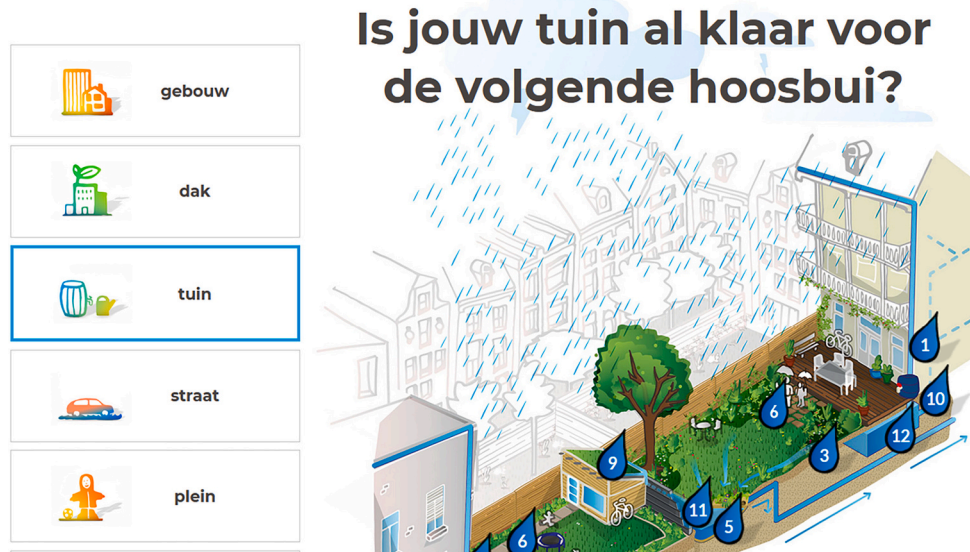 Is jouw tuin al klaar voor
de volgende hoosbui?
gebouw
dak
tuin
straat
plein
1
10
6
12
3
9
11
5
6